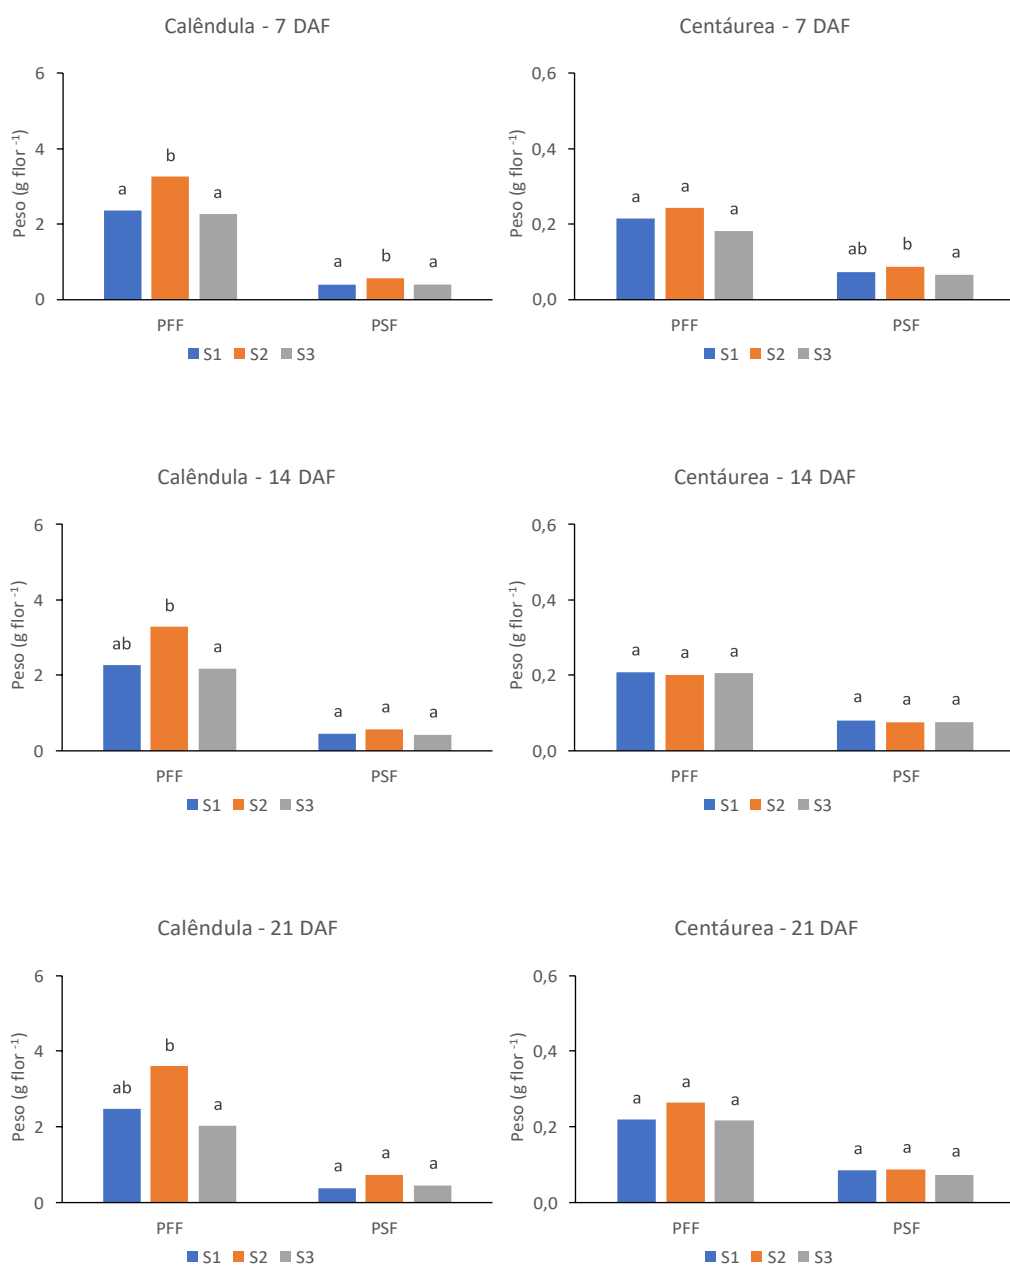 Calêndula - 7 DAF
Peso (g flor ⁻¹)
6
4
2
0
a b a
a b a
PFF PSF
S1 S2 S3
Centáurea - 7 DAF
Peso (g flor ⁻¹)
0,6
0,4
0,2
0,0
a a a
ab b a
PFF PSF
S1 S2 S3
Calêndula - 14 DAF
Peso (g flor ⁻¹)
6
4
2
0
ab b a
a a a
PFF PSF
S1 S2 S3
Centáurea - 14 DAF
Peso (g flor ⁻¹)
0,6
0,4
0,2
0,0
a a a
a a a
PFF PSF
S1 S2 S3
Calêndula - 21 DAF
Peso (g flor ⁻¹)
6
4
2
0
ab b a
a a a
PFF PSF
S1 S2 S3
Centáurea - 21 DAF
Peso (g flor ⁻¹)
0,6
0,4
0,2
0,0
a a a
a a a
PFF PSF
S1 S2 S3